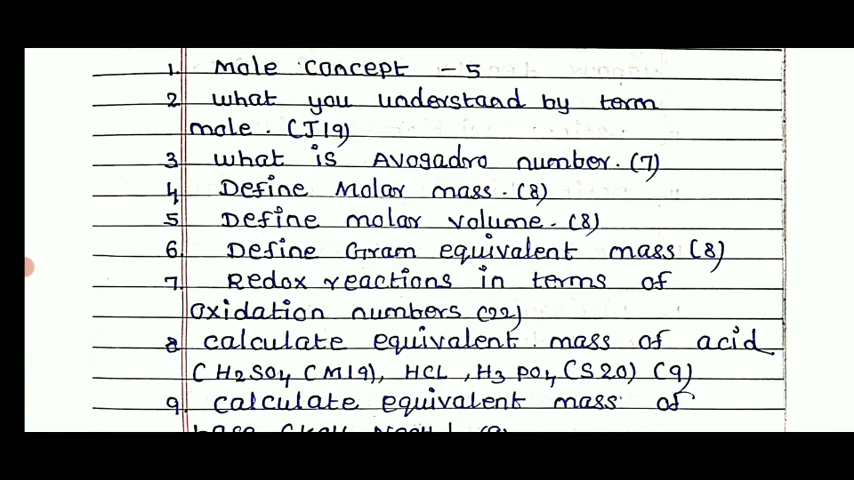 1. Mole concept - 5
2 what you understand by term
mole. (J19)
3 what is Avogadro number. (7)
4 Define Molar mass. (8)
5 Define molar volume. (8)
6. Define Gram equivalent mass (8)
7. Redox reactions in terms of
oxidation numbers (22)
8 calculate equivalent mass of acid
(H2SO4 (M19), HCL, H3PO4 (S20) (9)
9. calculate equivalent mass of